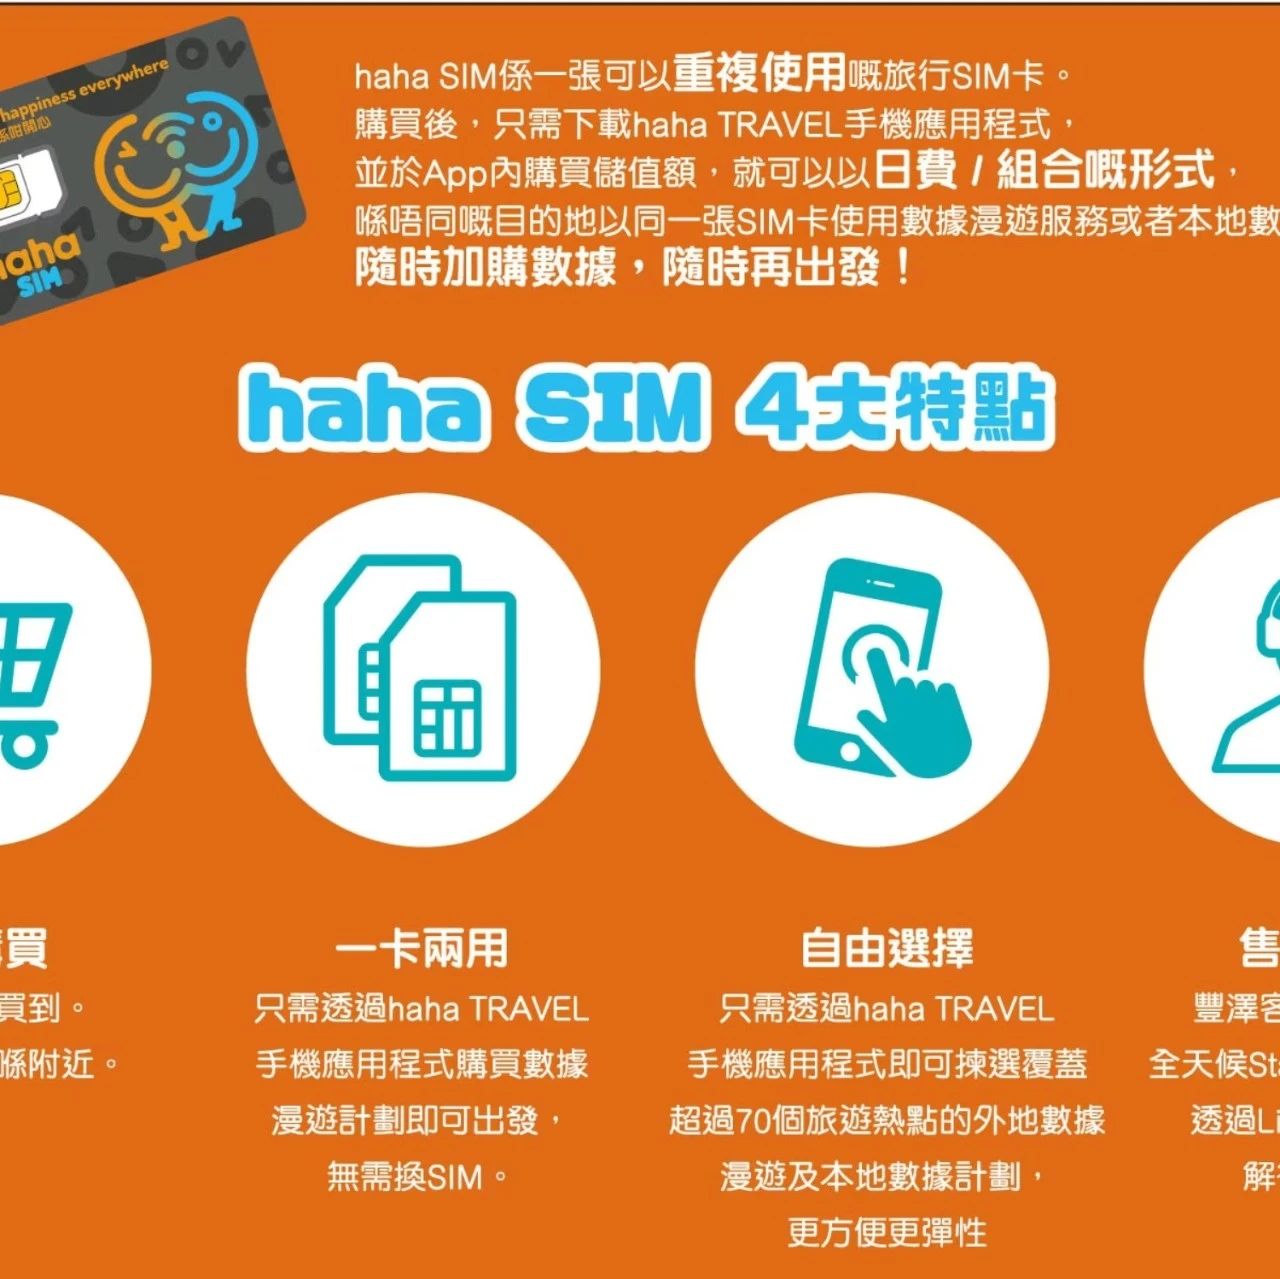 happiness everywhere
係咁開心
haha
SIM
haha SIM係一張可以重複使用嘅旅行SIM卡。
購買後，只需下載haha TRAVEL手機應用程式，
並於App內購買儲值額，就可以以日費 / 組合嘅形式，
喺唔同嘅目的地以同一張SIM卡使用數據漫遊服務或者本地數
隨時加購數據，隨時再出發！
haha SIM 4大特點
買
買到。
喺附近。
一卡兩用
只需透過haha TRAVEL
手機應用程式購買數據
漫遊計劃即可出發，
無需換SIM。
自由選擇
只需透過haha TRAVEL
手機應用程式即可揀選覆蓋
超過70個旅遊熱點的外地數據
漫遊及本地數據計劃，
更方便更彈性
售
豐澤客
全天候Sta
透過Li
解